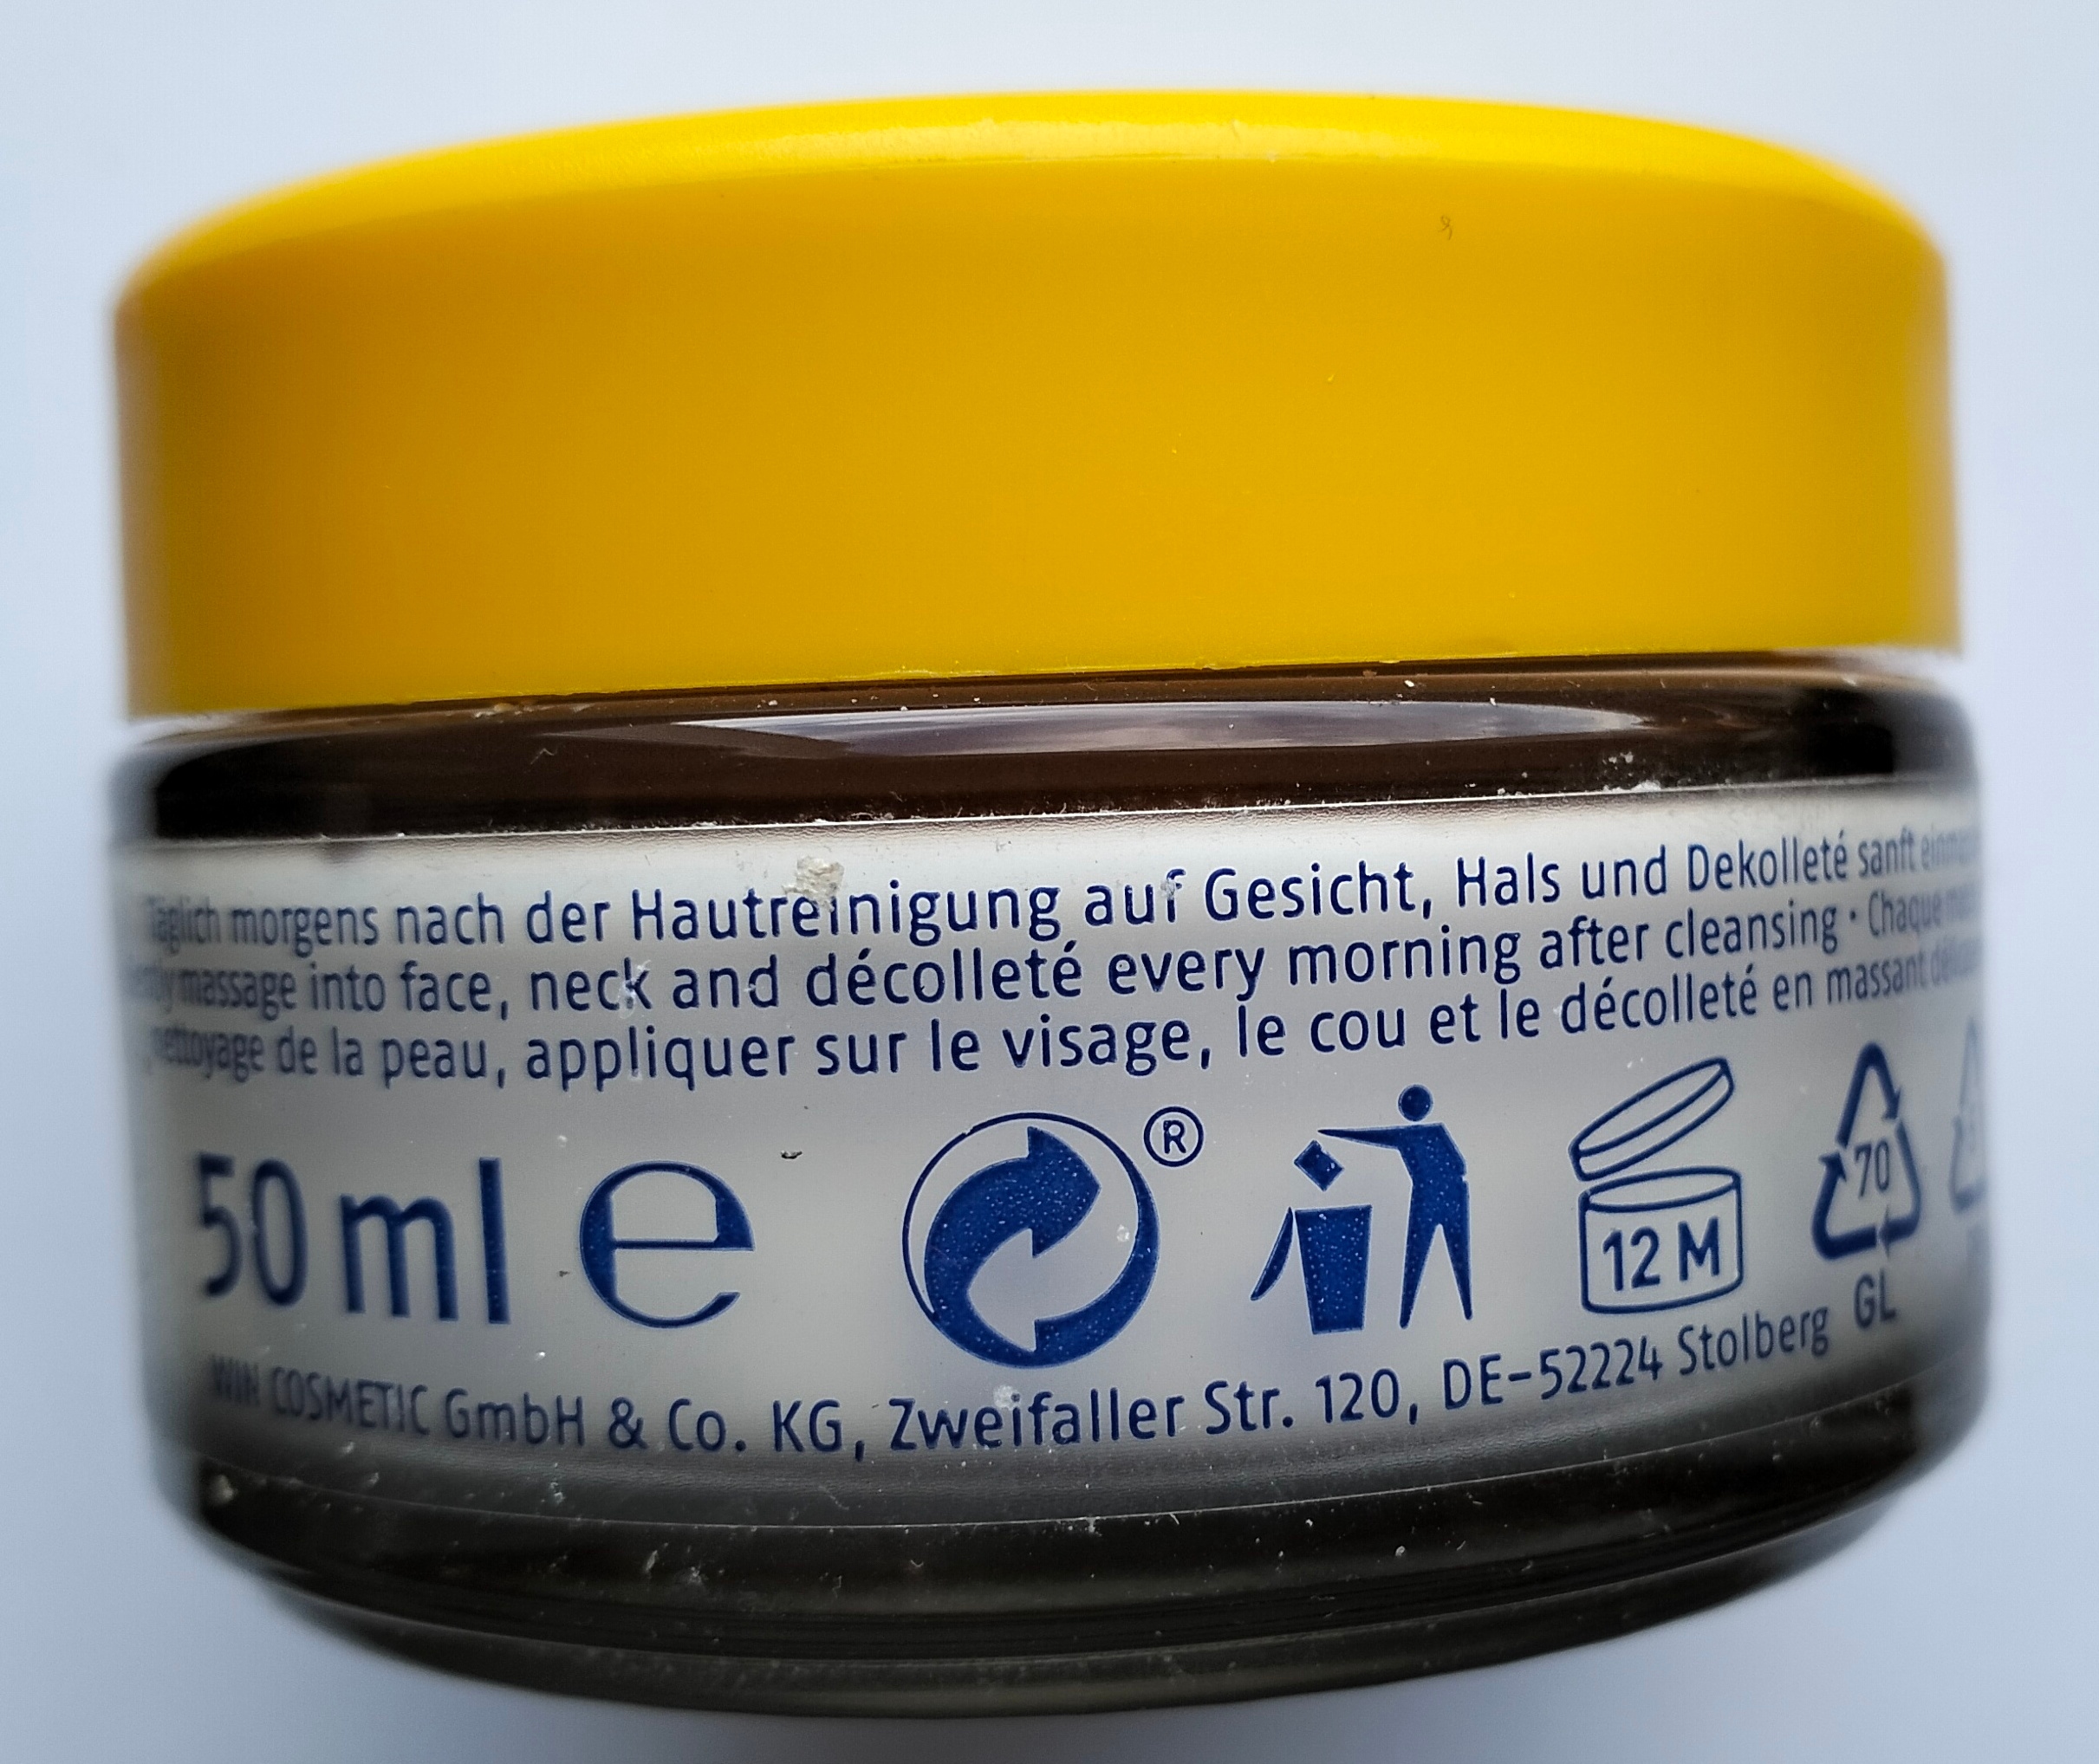 Täglich morgens nach der Hautreinigung auf Gesicht, Hals und Dekolleté sanft
massage into face, neck and décolleté every morning after cleansing · Chaque
nettoyage de la peau, appliquer sur le visage, le cou et le décolleté en massant
50 ml e
®
12 M
70
GL
WIN COSMETIC GmbH & Co. KG, Zweifaller Str. 120, DE-52224 Stolberg